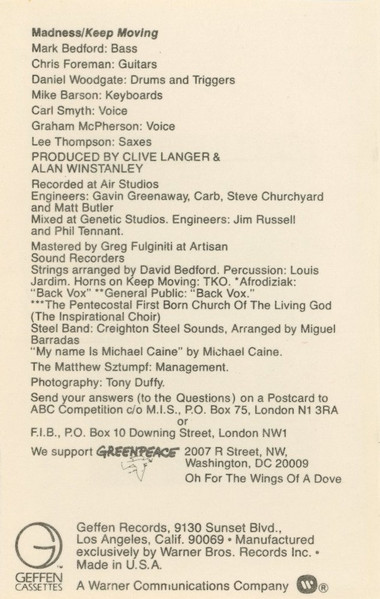 Madness/Keep Moving
Mark Bedford: Bass
Chris Foreman: Guitars
Daniel Woodgate: Drums and Triggers
Mike Barson: Keyboards
Carl Smyth: Voice
Graham McPherson: Voice
Lee Thompson: Saxes
PRODUCED BY CLIVE LANGER &
ALAN WINSTANLEY
Recorded at Air Studios
Engineers: Gavin Greenaway, Carb, Steve Churchyard
and Matt Butler
Mixed at Genetic Studios. Engineers: Jim Russell
and Phil Tennant.
Mastered by Greg Fulginiti at Artisan
Sound Recorders
Strings arranged by David Bedford. Percussion: Louis
Jardim. Horns on Keep Moving: TKO. *Afrodiziak:
"Back Vox" **General Public: "Back Vox."
***The Pentecostal First Born Church Of The Living God
(The Inspirational Choir)
Steel Band: Creighton Steel Sounds, Arranged by Miguel
Barradas
"My name Is Michael Caine" by Michael Caine.
The Matthew Sztumpf: Management.
Photography: Tony Duffy.
Send your answers (to the Questions) on a Postcard to
ABC Competition c/o M.I.S., P.O. Box 75, London N1 3RA
or
F.I.B., P.O. Box 10 Downing Street, London NW1
We support GREENPEACE 2007 R Street, NW,
Washington, DC 20009
Oh For The Wings Of A Dove
Geffen Records, 9130 Sunset Blvd.,
Los Angeles, Calif. 90069 • Manufactured
exclusively by Warner Bros. Records Inc. •
Made in U.S.A.
GEFFEN
CASSETTES
A Warner Communications Company ®